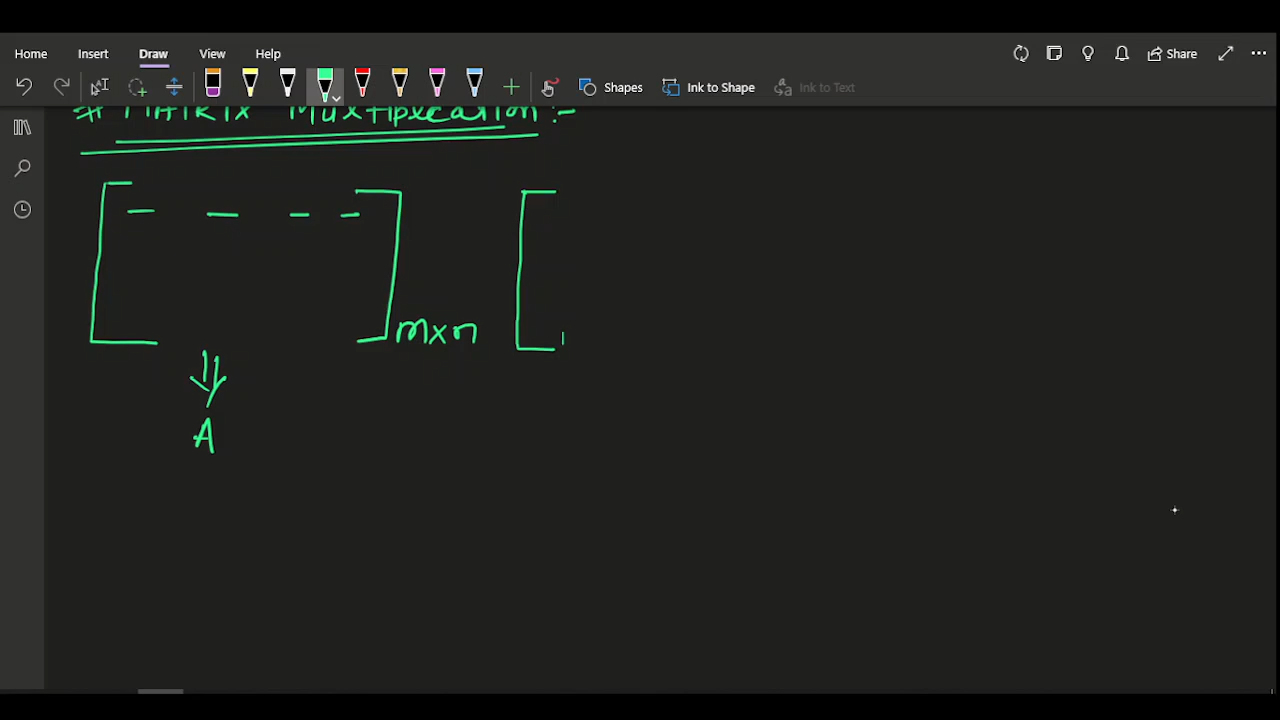 Home Insert Draw View Help Share
Shapes Ink to Shape Ink to Text
# MATRIX Multiplication :-
m×n
A